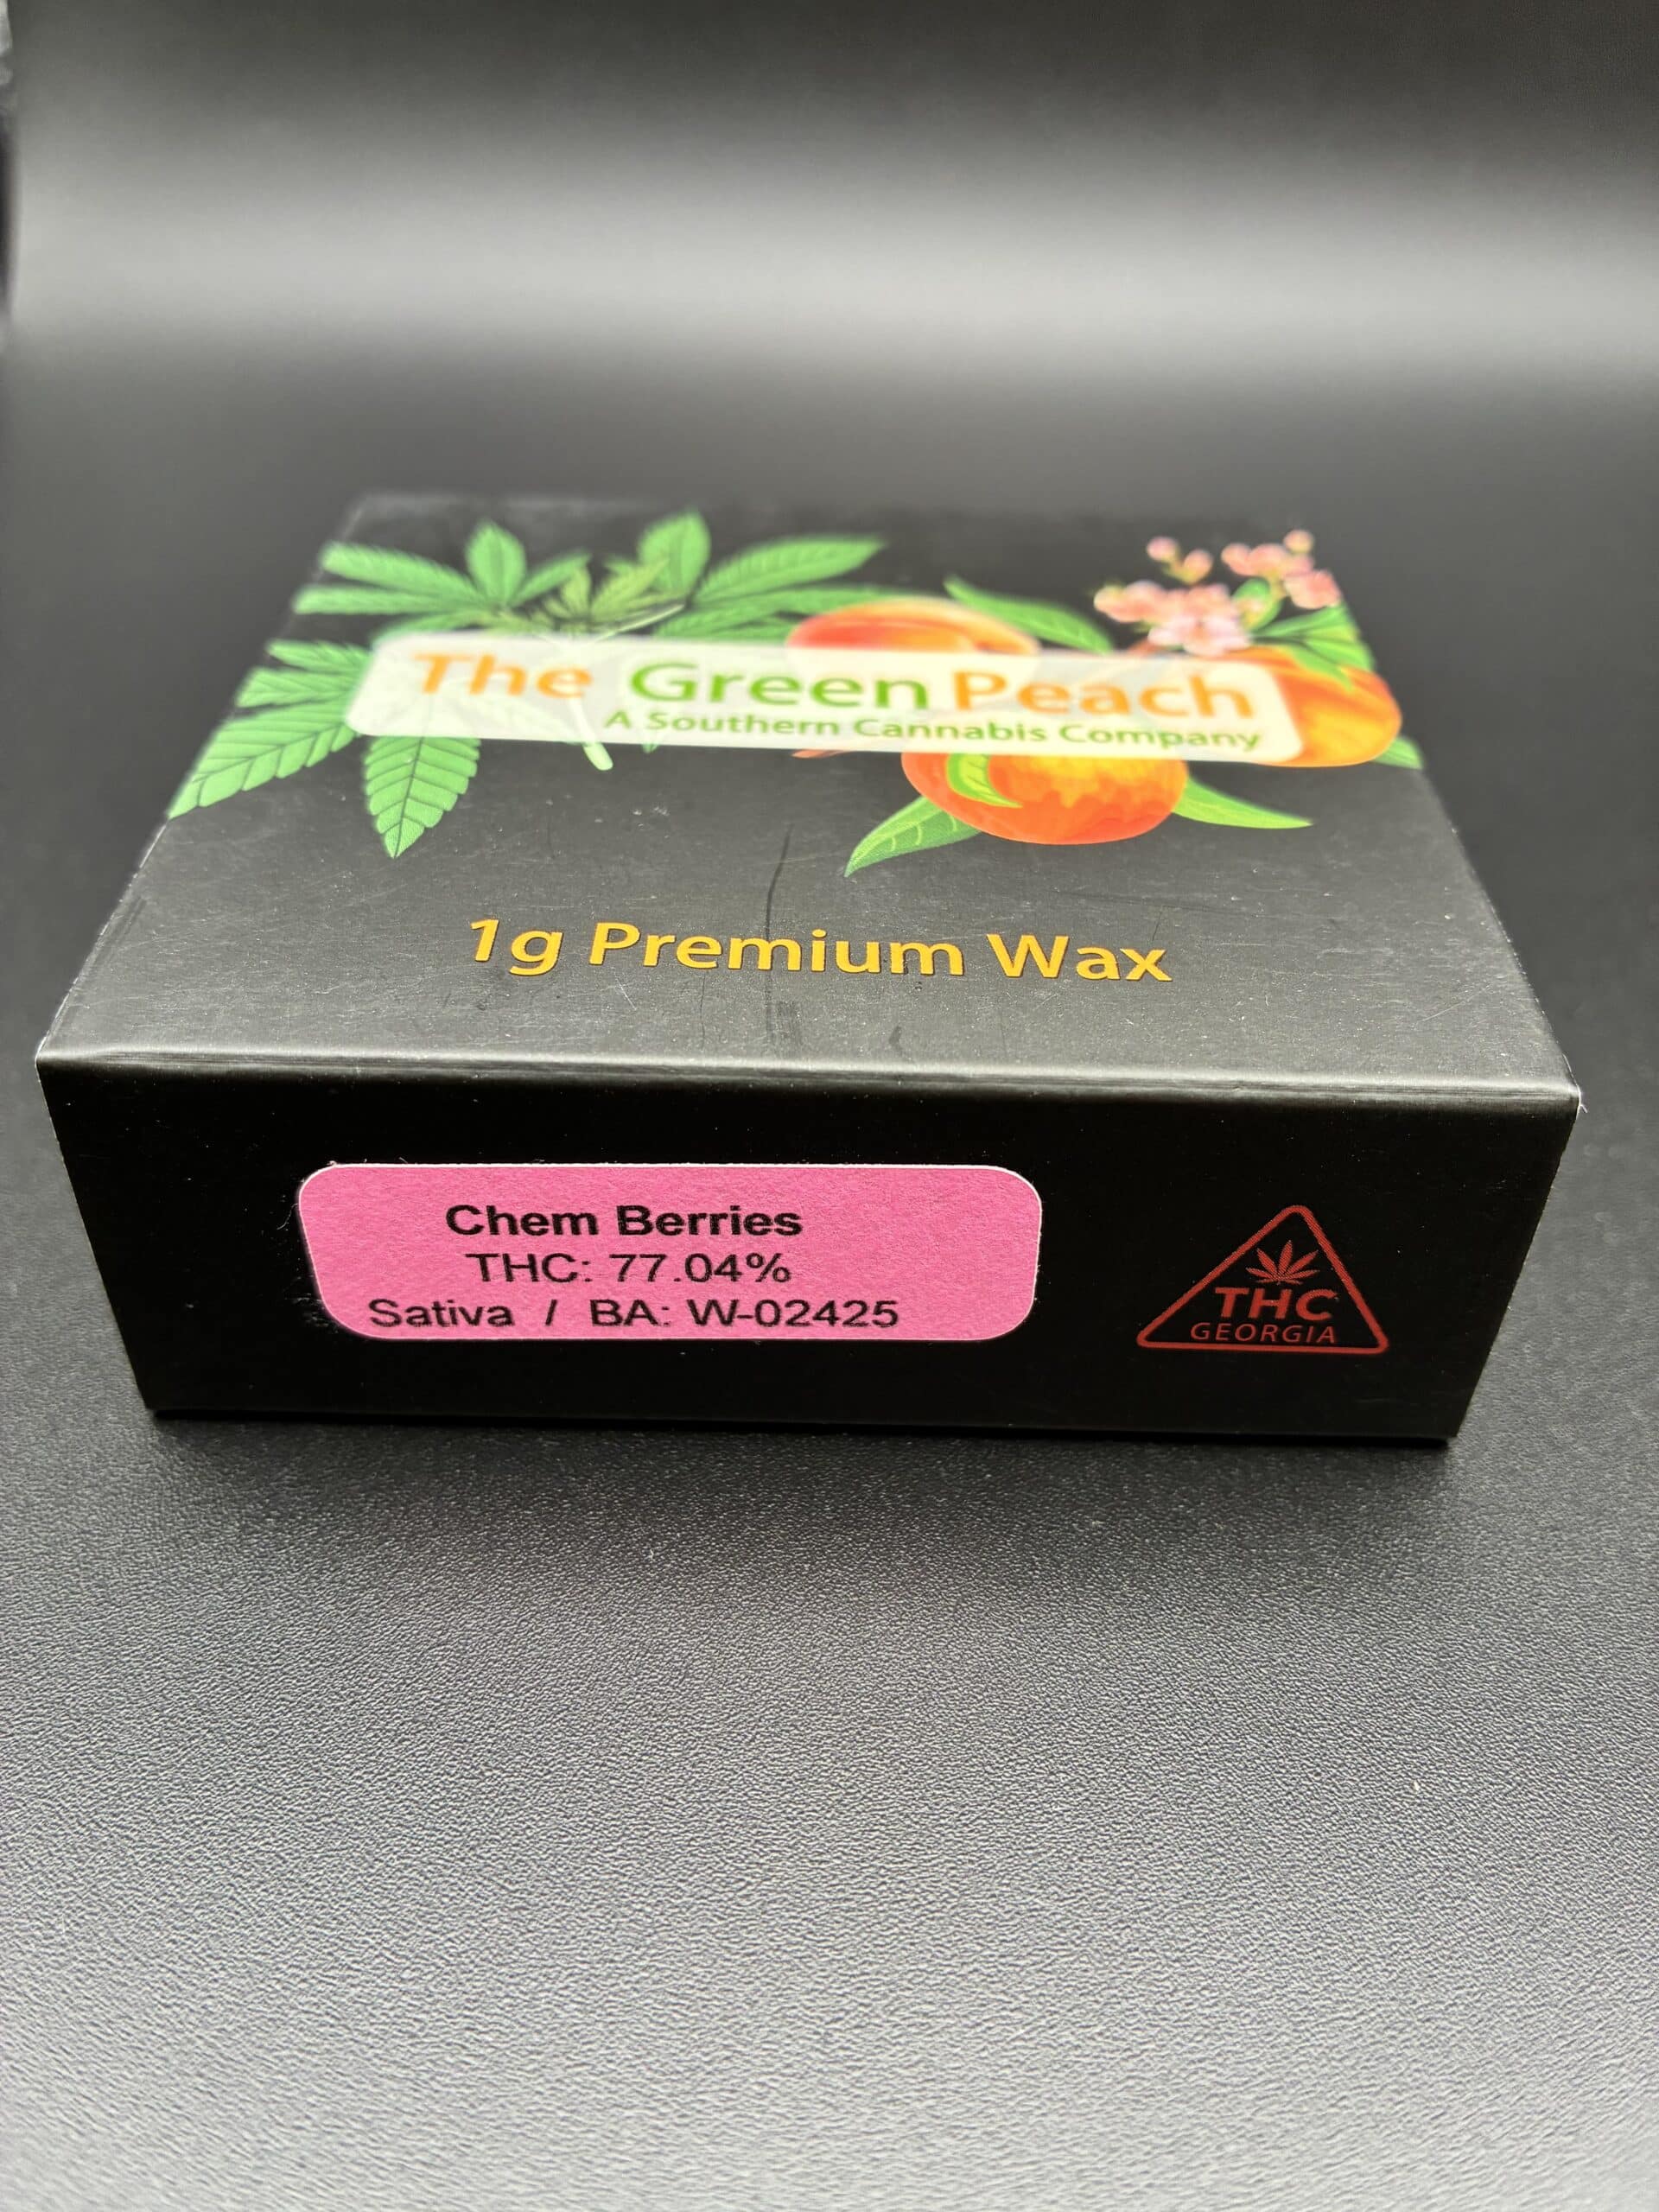 The Green Peach
A Southern Cannabis Company
1g Premium Wax
Chem Berries
THC: 77.04%
Sativa / BA: W-02425
THC
GEORGIA